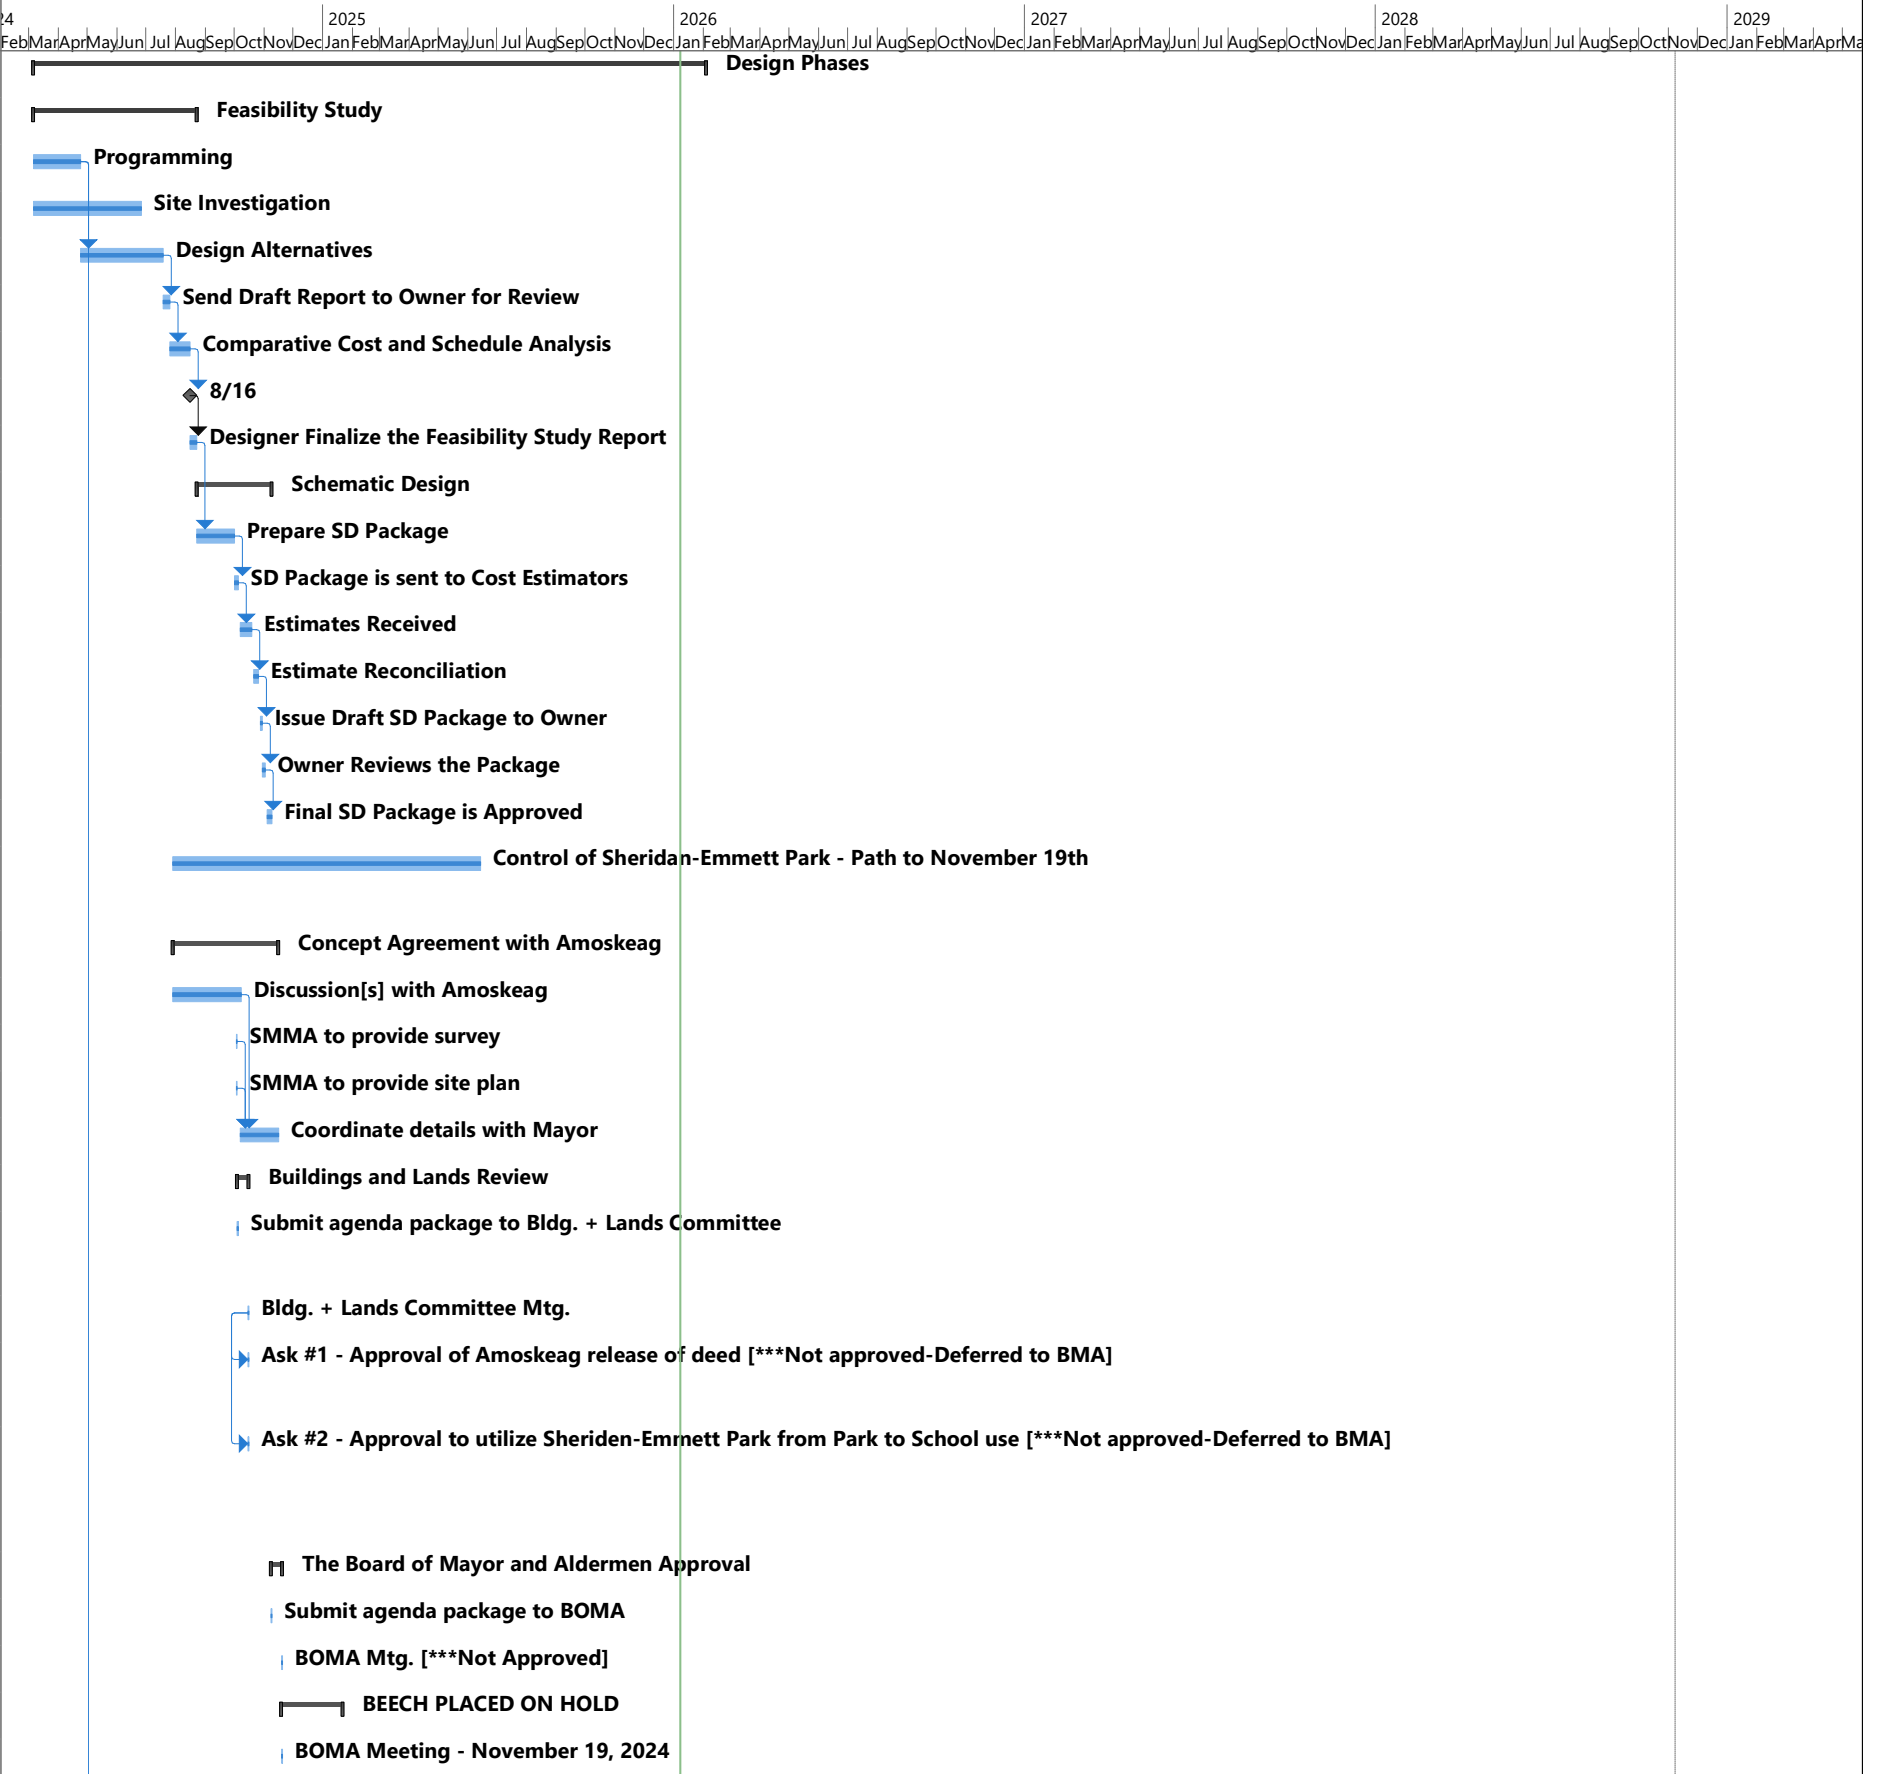 24 2025 2026 2027 2028 2029
Feb Mar Apr May Jun Jul Aug Sep Oct Nov Dec Jan Feb Mar Apr May Jun Jul Aug Sep Oct Nov Dec Jan Feb Mar Apr May Jun Jul Aug Sep Oct Nov Dec Jan Feb Mar Apr May Jun Jul Aug Sep Oct Nov Dec Jan Feb Mar Apr May Jun Jul Aug Sep Oct Nov Dec Jan Feb Mar Apr Ma
Design Phases
Feasibility Study
Programming
Site Investigation
Design Alternatives
Send Draft Report to Owner for Review
Comparative Cost and Schedule Analysis
8/16
Designer Finalize the Feasibility Study Report
Schematic Design
Prepare SD Package
SD Package is sent to Cost Estimators
Estimates Received
Estimate Reconciliation
Issue Draft SD Package to Owner
Owner Reviews the Package
Final SD Package is Approved
Control of Sheridan-Emmett Park - Path to November 19th
Concept Agreement with Amoskeag
Discussion[s] with Amoskeag
SMMA to provide survey
SMMA to provide site plan
Coordinate details with Mayor
Buildings and Lands Review
Submit agenda package to Bldg. + Lands Committee
Bldg. + Lands Committee Mtg.
Ask #1 - Approval of Amoskeag release of deed [***Not approved-Deferred to BMA]
Ask #2 - Approval to utilize Sheriden-Emmett Park from Park to School use [***Not approved-Deferred to BMA]
The Board of Mayor and Aldermen Approval
Submit agenda package to BOMA
BOMA Mtg. [***Not Approved]
BEECH PLACED ON HOLD
BOMA Meeting - November 19, 2024